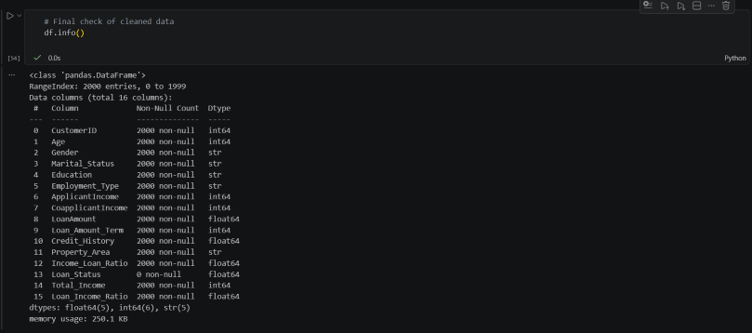 # Final check of cleaned data
df.info()
[54]
0.0s
Python
<class 'pandas.DataFrame'>
RangeIndex: 2000 entries, 0 to 1999
Data columns (total 16 columns):
 #   Column             Non-Null Count  Dtype
---  ------             --------------  -----
 0   CustomerID         2000 non-null   int64
 1   Age                2000 non-null   int64
 2   Gender             2000 non-null   str
 3   Marital_Status     2000 non-null   str
 4   Education          2000 non-null   str
 5   Employment_Type    2000 non-null   str
 6   ApplicantIncome    2000 non-null   int64
 7   CoapplicantIncome  2000 non-null   int64
 8   LoanAmount         2000 non-null   float64
 9   Loan_Amount_Term   2000 non-null   int64
 10  Credit_History     2000 non-null   float64
 11  Property_Area      2000 non-null   str
 12  Income_Loan_Ratio  2000 non-null   float64
 13  Loan_Status        0 non-null      float64
 14  Total_Income       2000 non-null   int64
 15  Loan_Income_Ratio  2000 non-null   float64
dtypes: float64(5), int64(6), str(5)
memory usage: 250.1 KB